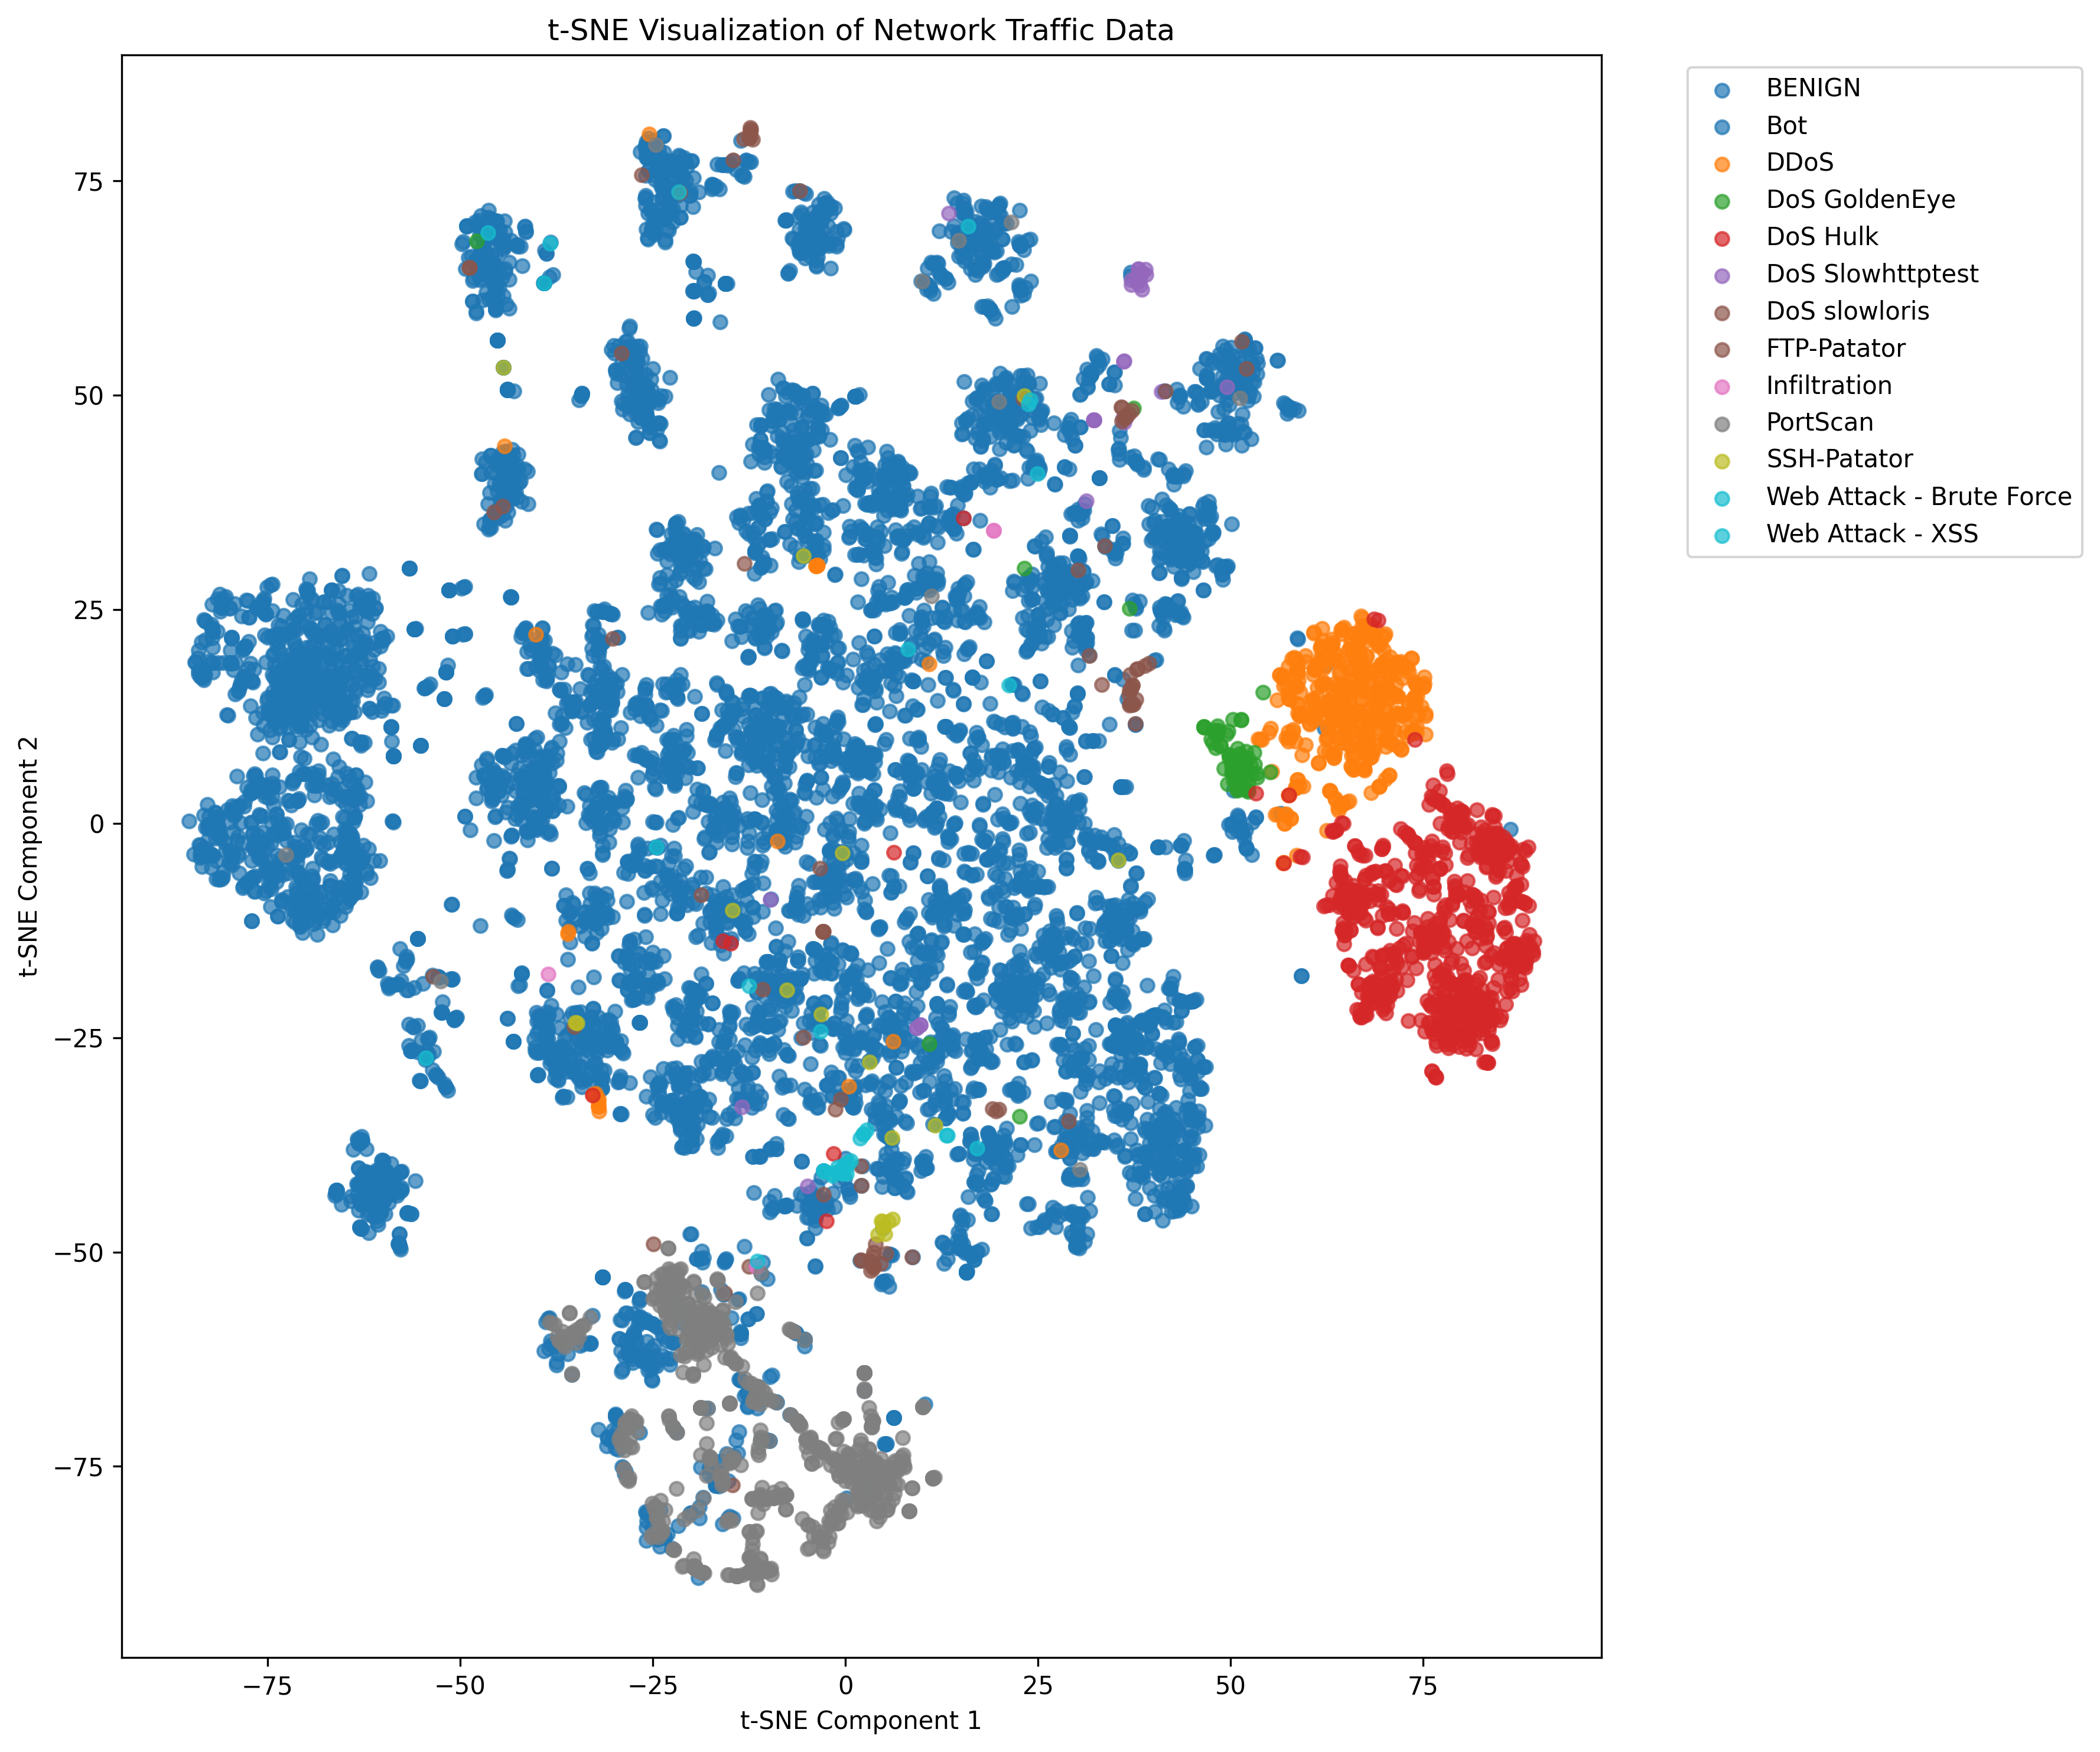 t-SNE Visualization of Network Traffic Data
BENIGN
Bot
DDoS
DoS GoldenEye
DoS Hulk
DoS Slowhttptest
DoS slowloris
FTP-Patator
Infiltration
PortScan
SSH-Patator
Web Attack - Brute Force
Web Attack - XSS
t-SNE Component 2
75
50
25
0
−25
−50
−75
−75
−50
−25
0
25
50
75
t-SNE Component 1